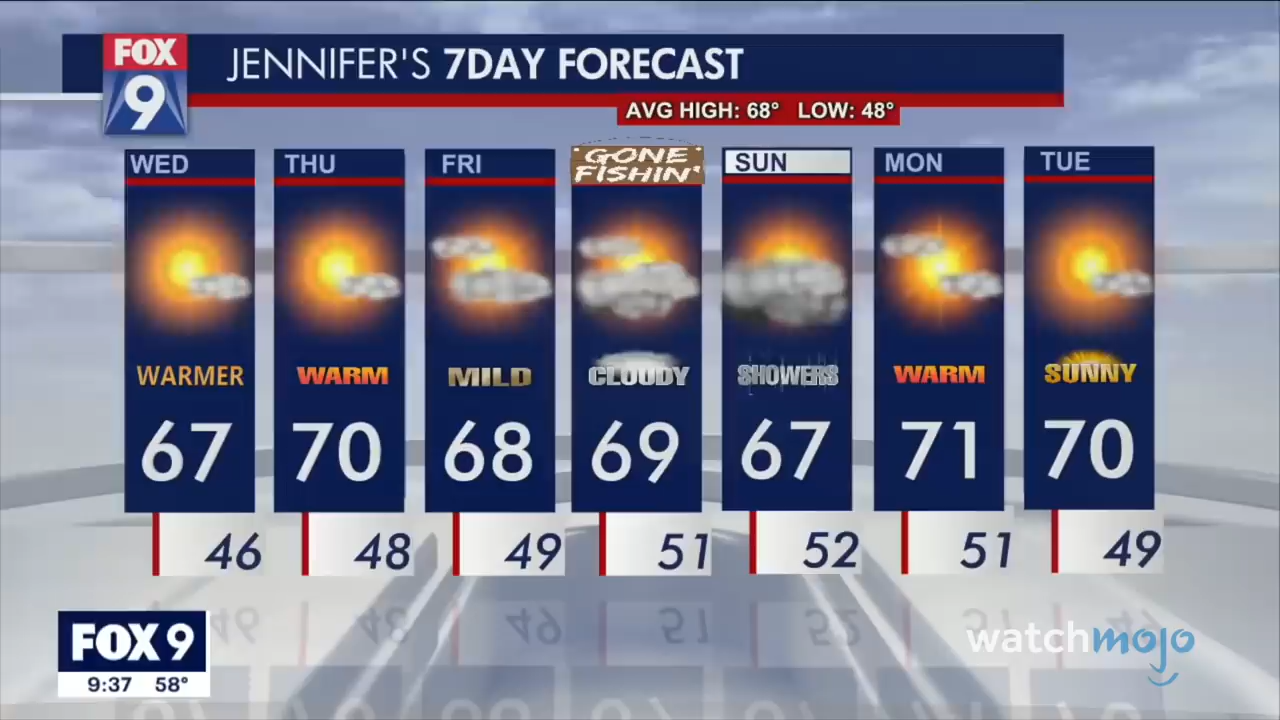 FOX
9
JENNIFER'S 7DAY FORECAST
AVG HIGH: 68° LOW: 48°
WED THU FRI GONE FISHIN' SUN MON TUE
WARMER WARM MILD CLOUDY SHOWERS WARM SUNNY
67 70 68 69 67 71 70
46 48 49 51 52 51 49
FOX 9
9:37 58°
watchmojo